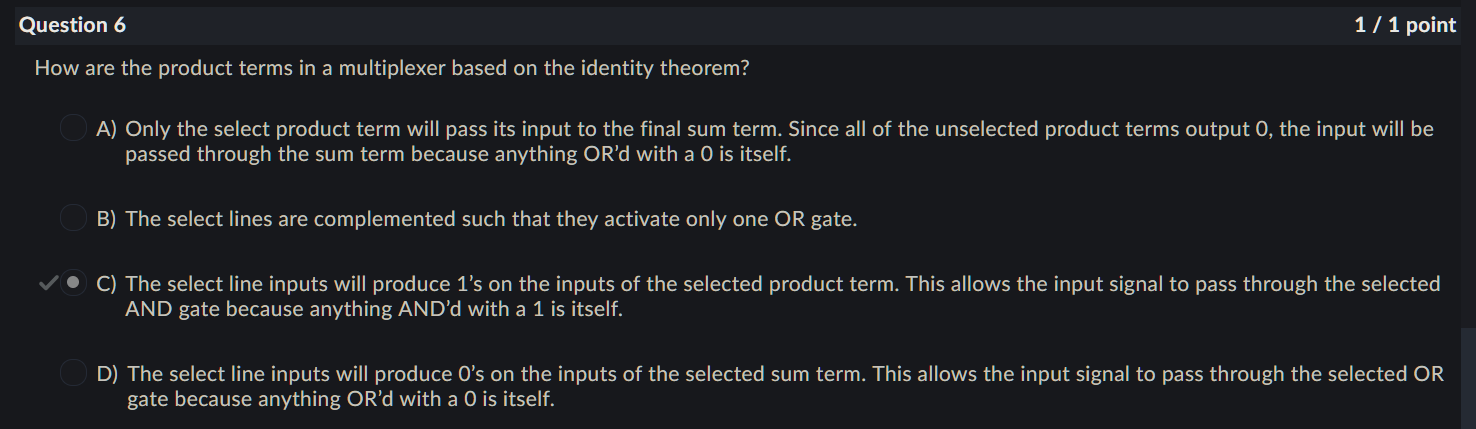 Question 6 1 / 1 point
How are the product terms in a multiplexer based on the identity theorem?
A) Only the select product term will pass its input to the final sum term. Since all of the unselected product terms output 0, the input will be
passed through the sum term because anything OR’d with a 0 is itself.
B) The select lines are complemented such that they activate only one OR gate.
C) The select line inputs will produce 1’s on the inputs of the selected product term. This allows the input signal to pass through the selected
AND gate because anything AND’d with a 1 is itself.
D) The select line inputs will produce 0’s on the inputs of the selected sum term. This allows the input signal to pass through the selected OR
gate because anything OR’d with a 0 is itself.